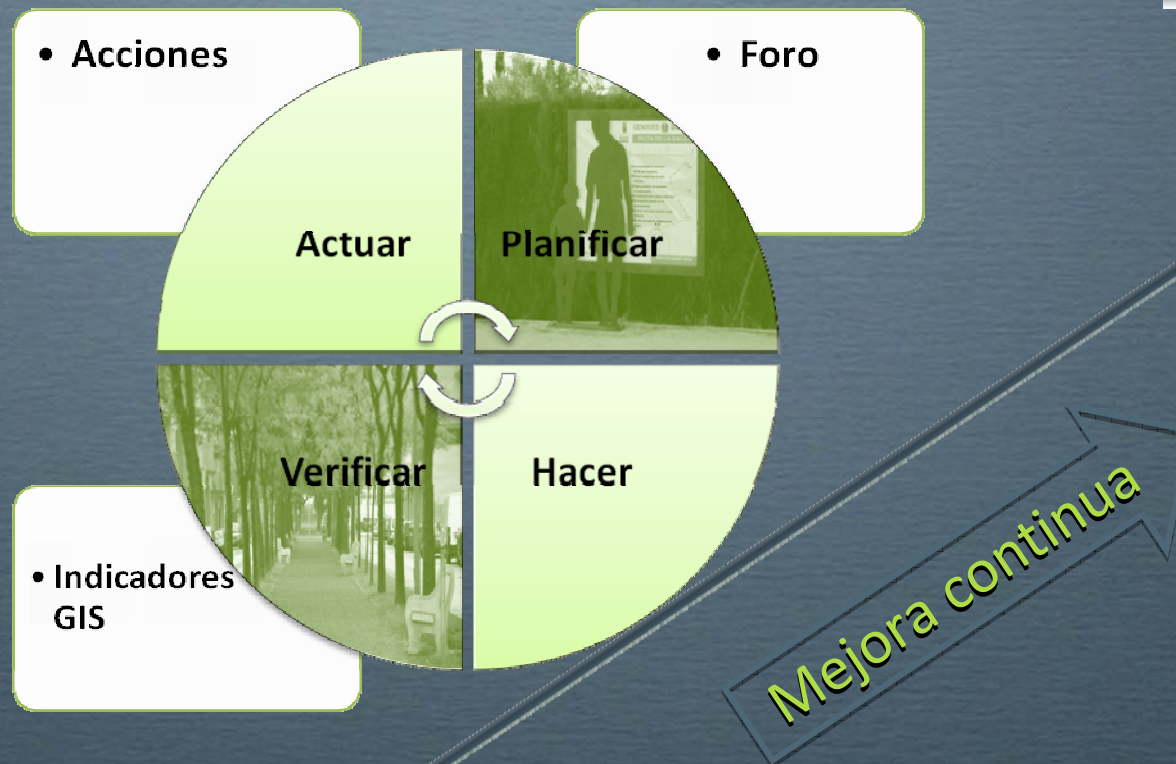 • Acciones
• Foro
Actuar
Planificar
Verificar
Hacer
• Indicadores
GIS
Mejora continua